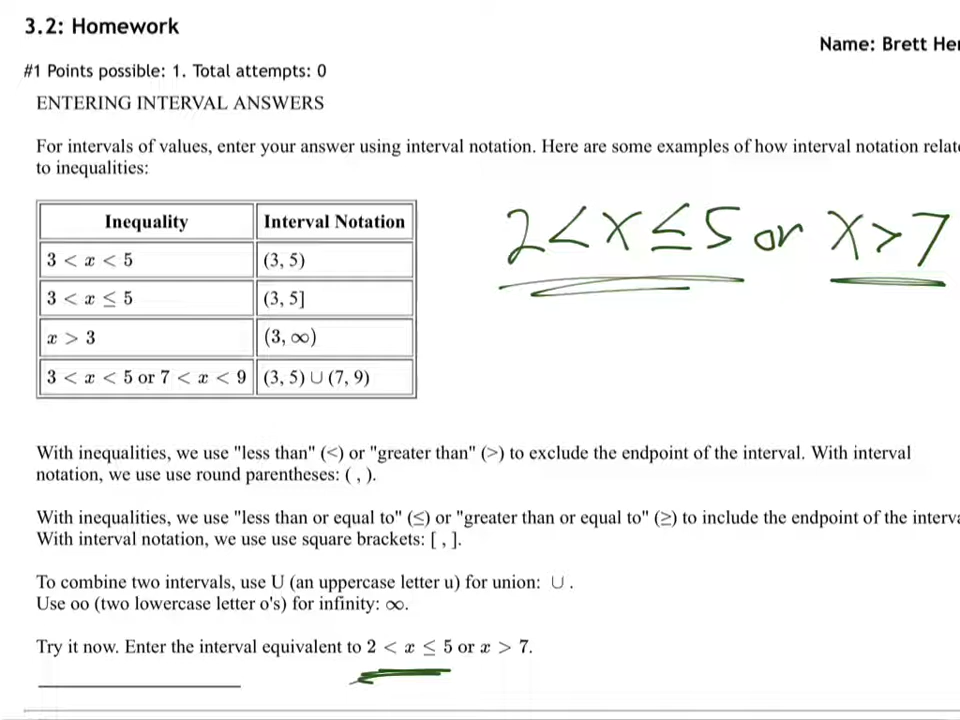 3.2: Homework
Name: Brett Her
#1 Points possible: 1. Total attempts: 0
ENTERING INTERVAL ANSWERS
For intervals of values, enter your answer using interval notation. Here are some examples of how interval notation relate
to inequalities:
Inequality Interval Notation
3 < x < 5 (3, 5)
3 < x ≤ 5 (3, 5]
x > 3 (3, ∞)
3 < x < 5 or 7 < x < 9 (3, 5) ∪ (7, 9)
2 < x ≤ 5 or x > 7
With inequalities, we use "less than" (<) or "greater than" (>) to exclude the endpoint of the interval. With interval
notation, we use use round parentheses: ( , ).
With inequalities, we use "less than or equal to" (≤) or "greater than or equal to" (≥) to include the endpoint of the interva
With interval notation, we use use square brackets: [ , ].
To combine two intervals, use U (an uppercase letter u) for union: ∪ .
Use oo (two lowercase letter o's) for infinity: ∞.
Try it now. Enter the interval equivalent to 2 < x ≤ 5 or x > 7.